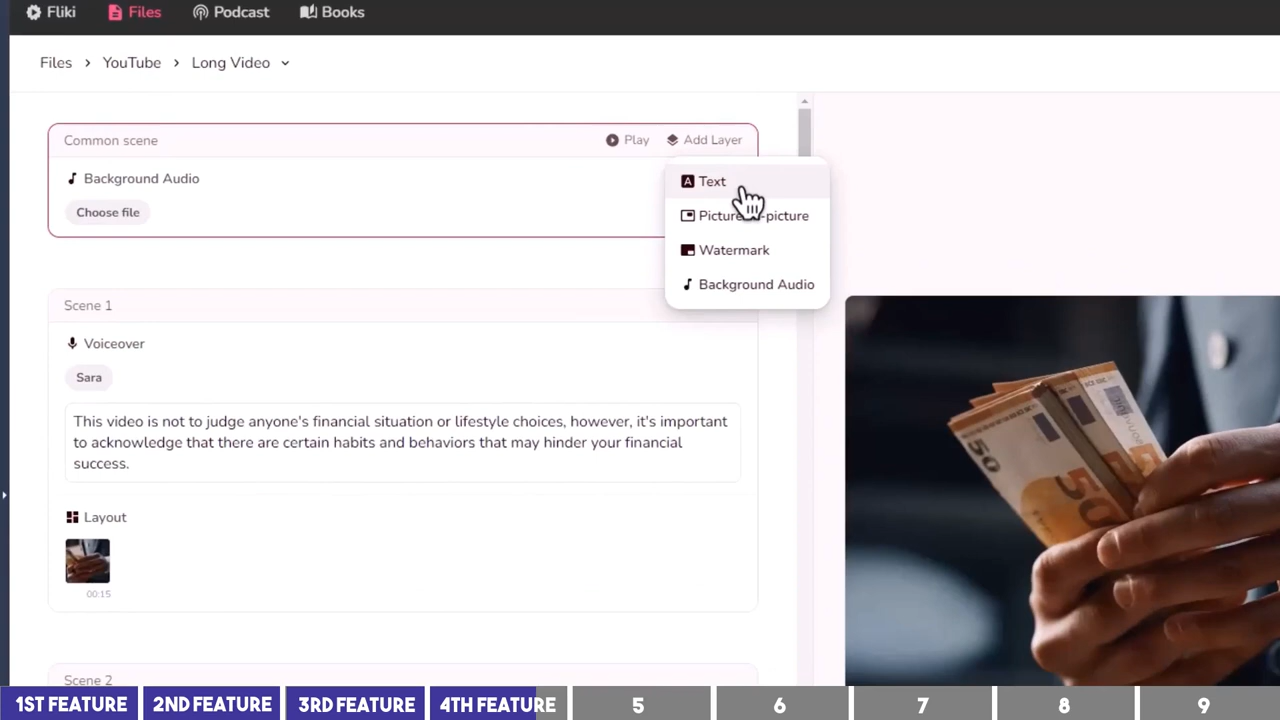 Fliki Files Podcast Books
Files > YouTube > Long Video
Common scene Play Add Layer
Background Audio
Choose file
Text
Picture-in-picture
Watermark
Background Audio
Scene 1
Voiceover
Sara
This video is not to judge anyone's financial situation or lifestyle choices, however, it's important
to acknowledge that there are certain habits and behaviors that may hinder your financial
success.
Layout
00:15
Scene 2
50
50
1ST FEATURE 2ND FEATURE 3RD FEATURE 4TH FEATURE 5 6 7 8 9